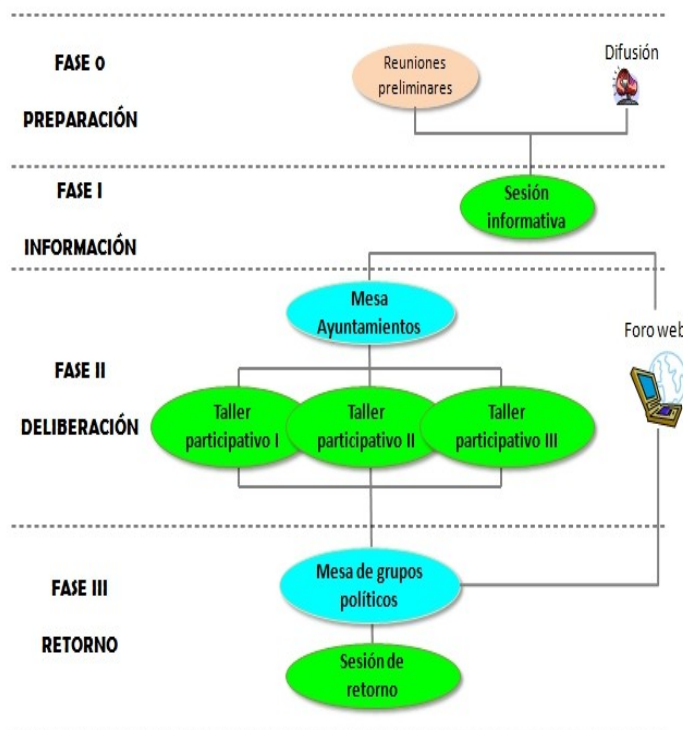 FASE 0
PREPARACIÓN
Reuniones
preliminares
Difusión
FASE I
INFORMACIÓN
Sesión
informativa
FASE II
DELIBERACIÓN
Mesa
Ayuntamientos
Foro web
Taller
participativo I
Taller
participativo II
Taller
participativo III
FASE III
RETORNO
Mesa de grupos
políticos
Sesión de
retorno